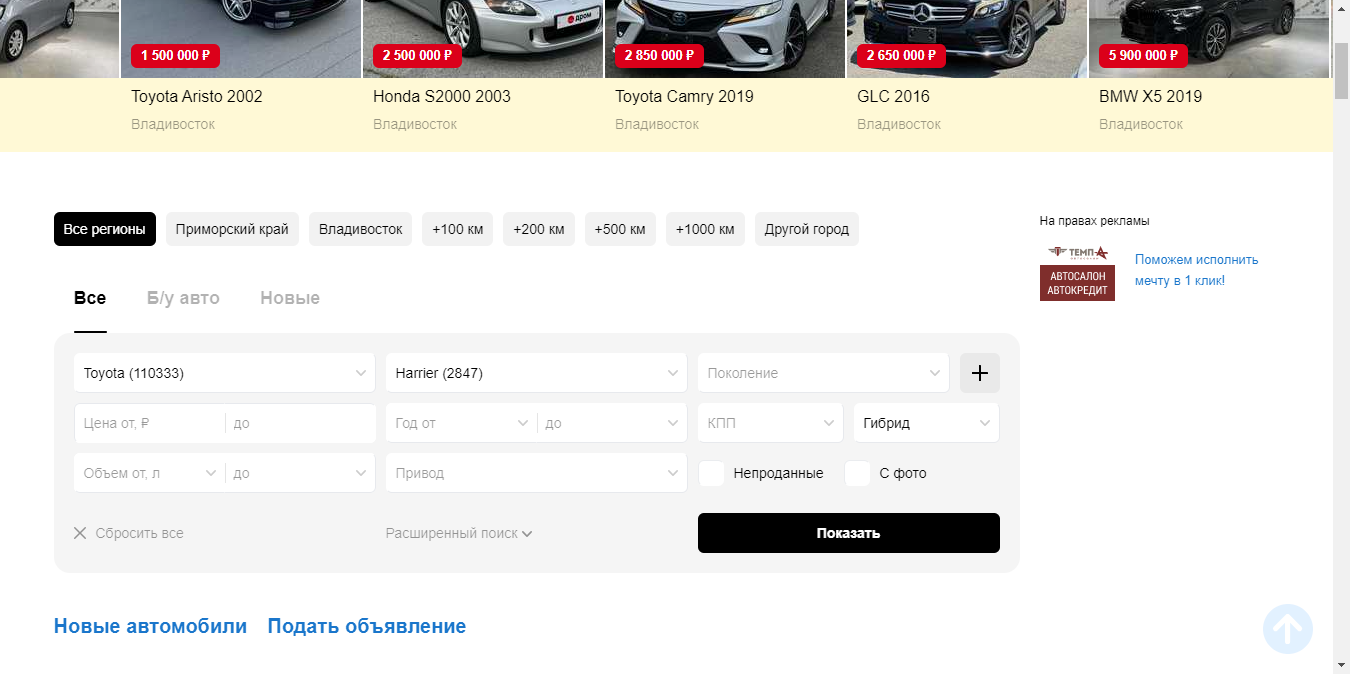 дром
1 500 000 ₽
2 500 000 ₽
2 850 000 ₽
2 650 000 ₽
5 900 000 ₽
Toyota Aristo 2002
Honda S2000 2003
Toyota Camry 2019
GLC 2016
BMW X5 2019
Владивосток
Владивосток
Владивосток
Владивосток
Владивосток
Все регионы
Приморский край
Владивосток
+100 км
+200 км
+500 км
+1000 км
Другой город
На правах рекламы
ТЕМПА
АВТОСАЛОН
АВТОКРЕДИТ
Поможем исполнить
мечту в 1 клик!
Все
Б/у авто
Новые
Toyota (110333)
Harrier (2847)
Поколение
Цена от, ₽
до
Год от
до
КПП
Гибрид
Объем от, л
до
Привод
Непроданные
С фото
Сбросить все
Расширенный поиск
Показать
Новые автомобили
Подать объявление